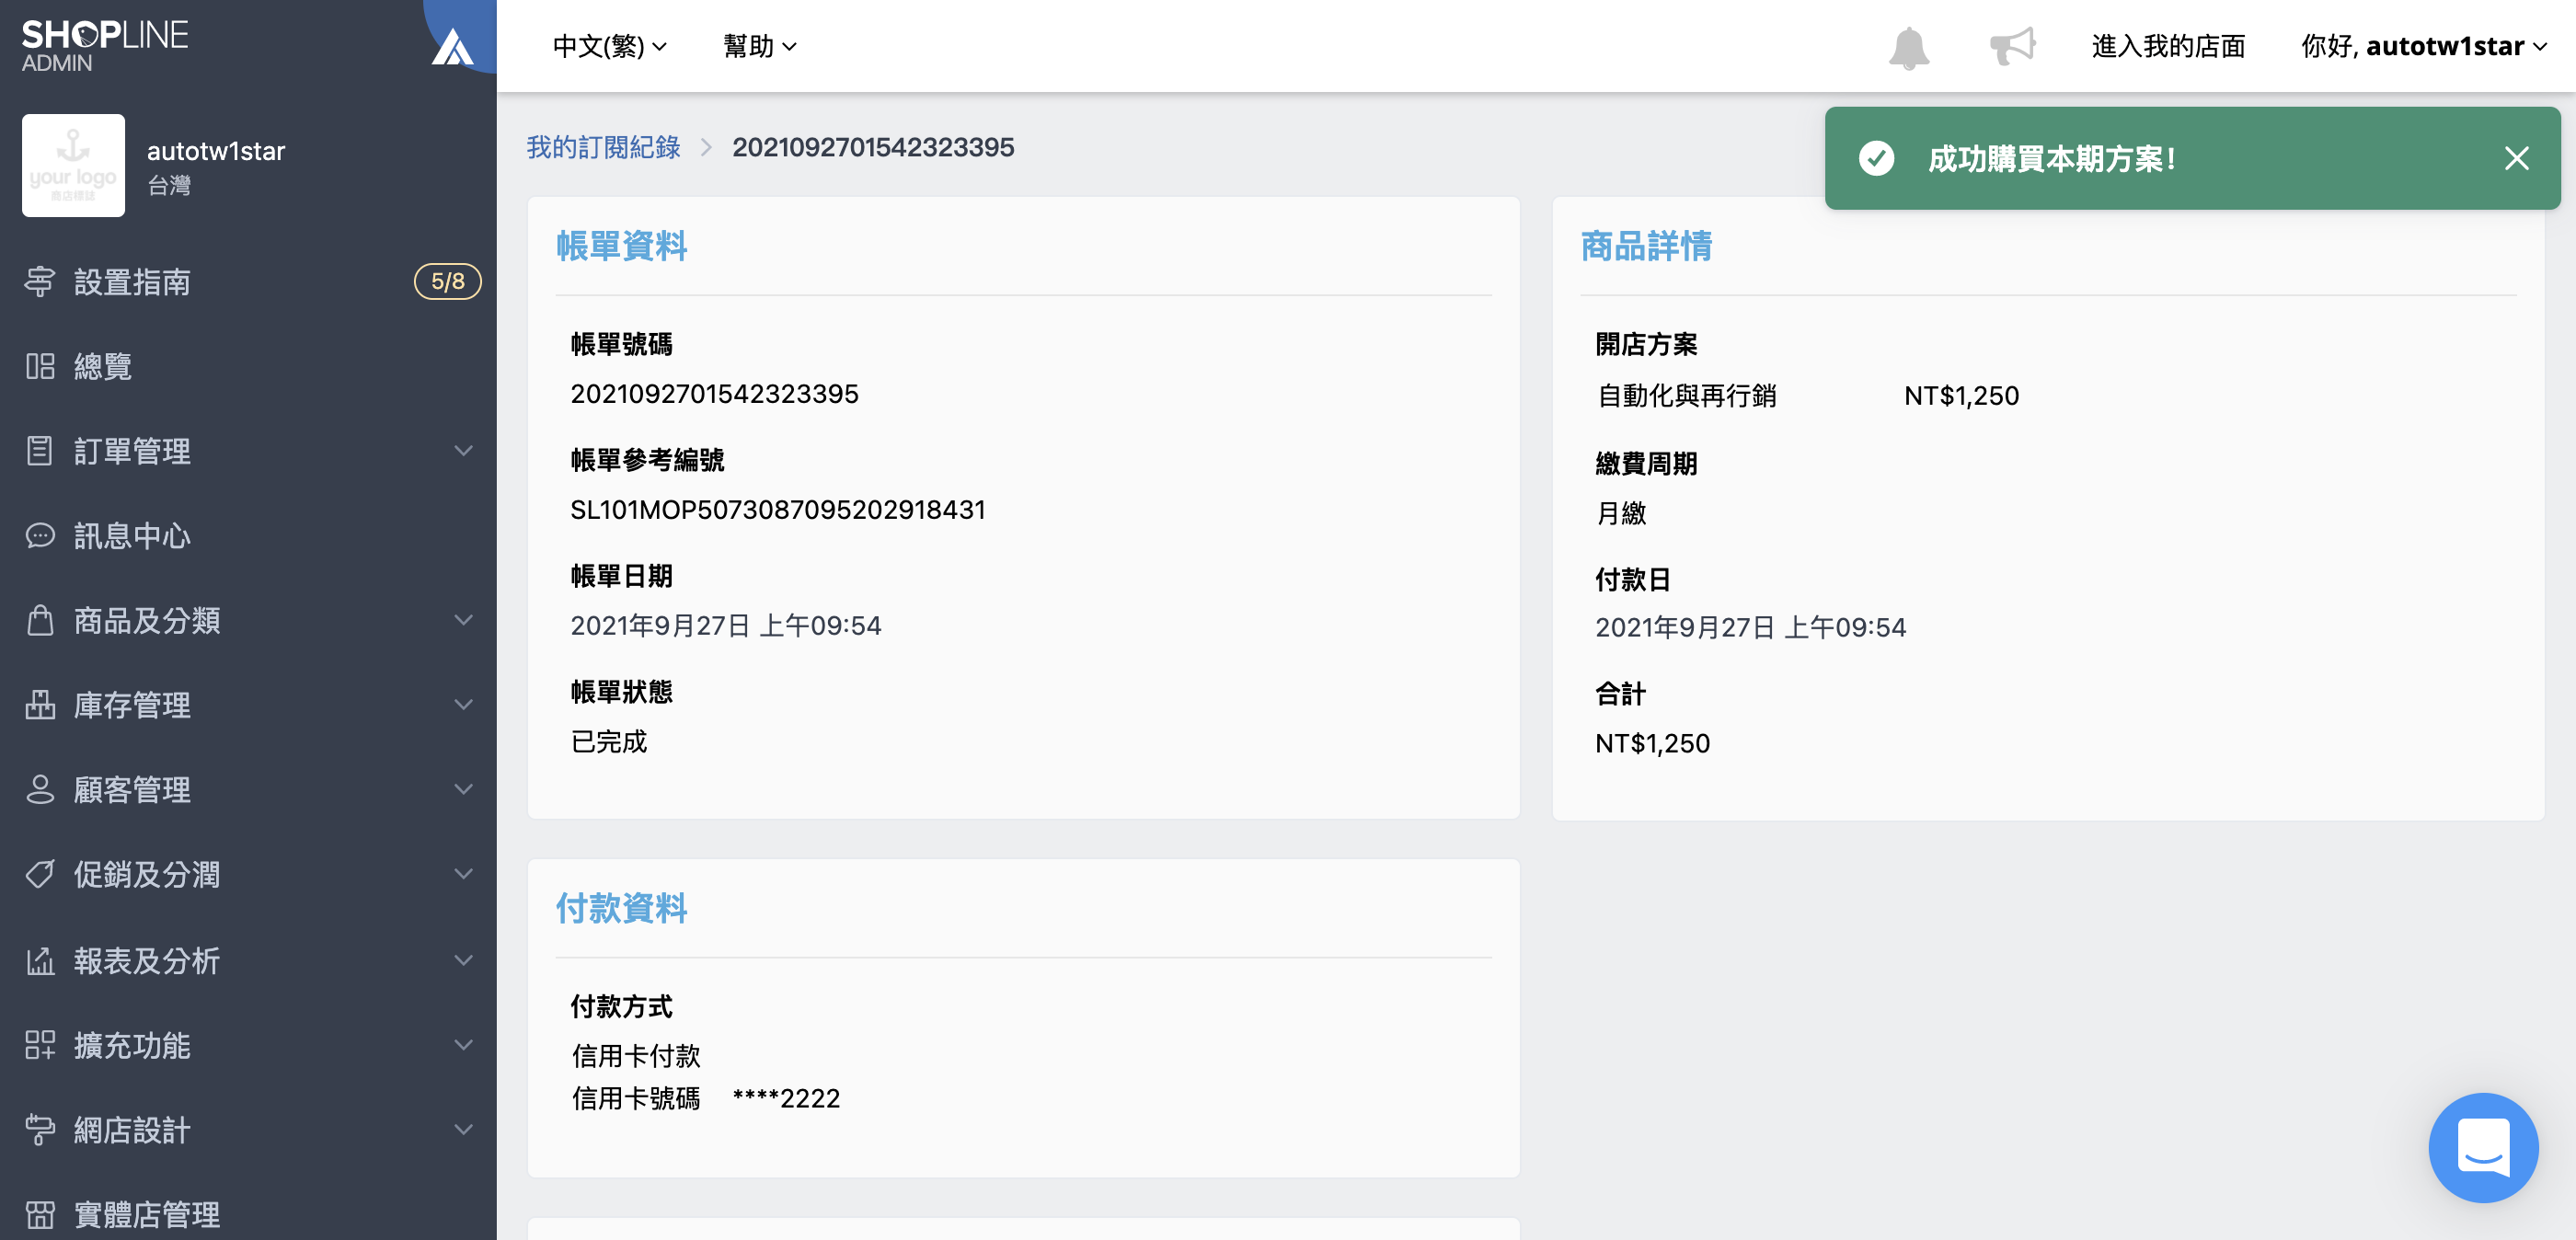 SHOPLINE
ADMIN
中文(繁)
幫助
進入我的店面
你好, autotw1star
your logo
商店標誌
autotw1star
台灣
設置指南
5/8
總覽
訂單管理
訊息中心
商品及分類
庫存管理
顧客管理
促銷及分潤
報表及分析
擴充功能
網店設計
實體店管理
我的訂閱紀錄 > 2021092701542323395
成功購買本期方案!
帳單資料
帳單號碼
2021092701542323395
帳單參考編號
SL101MOP5073087095202918431
帳單日期
2021年9月27日 上午09:54
帳單狀態
已完成
商品詳情
開店方案
自動化與再行銷 NT$1,250
繳費周期
月繳
付款日
2021年9月27日 上午09:54
合計
NT$1,250
付款資料
付款方式
信用卡付款
信用卡號碼 ****2222